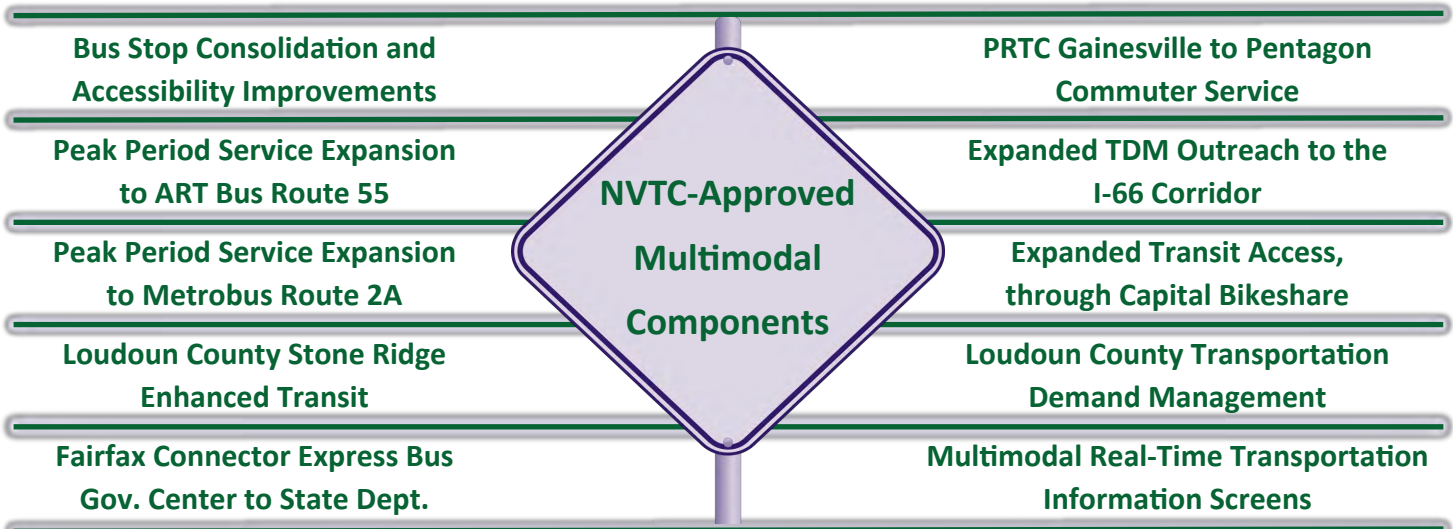 Bus Stop Consolidation and
Accessibility Improvements
Peak Period Service Expansion
to ART Bus Route 55
Peak Period Service Expansion
to Metrobus Route 2A
Loudoun County Stone Ridge
Enhanced Transit
Fairfax Connector Express Bus
Gov. Center to State Dept.
NVTC-Approved
Multimodal
Components
PRTC Gainesville to Pentagon
Commuter Service
Expanded TDM Outreach to the
I-66 Corridor
Expanded Transit Access,
through Capital Bikeshare
Loudoun County Transportation
Demand Management
Multimodal Real-Time Transportation
Information Screens